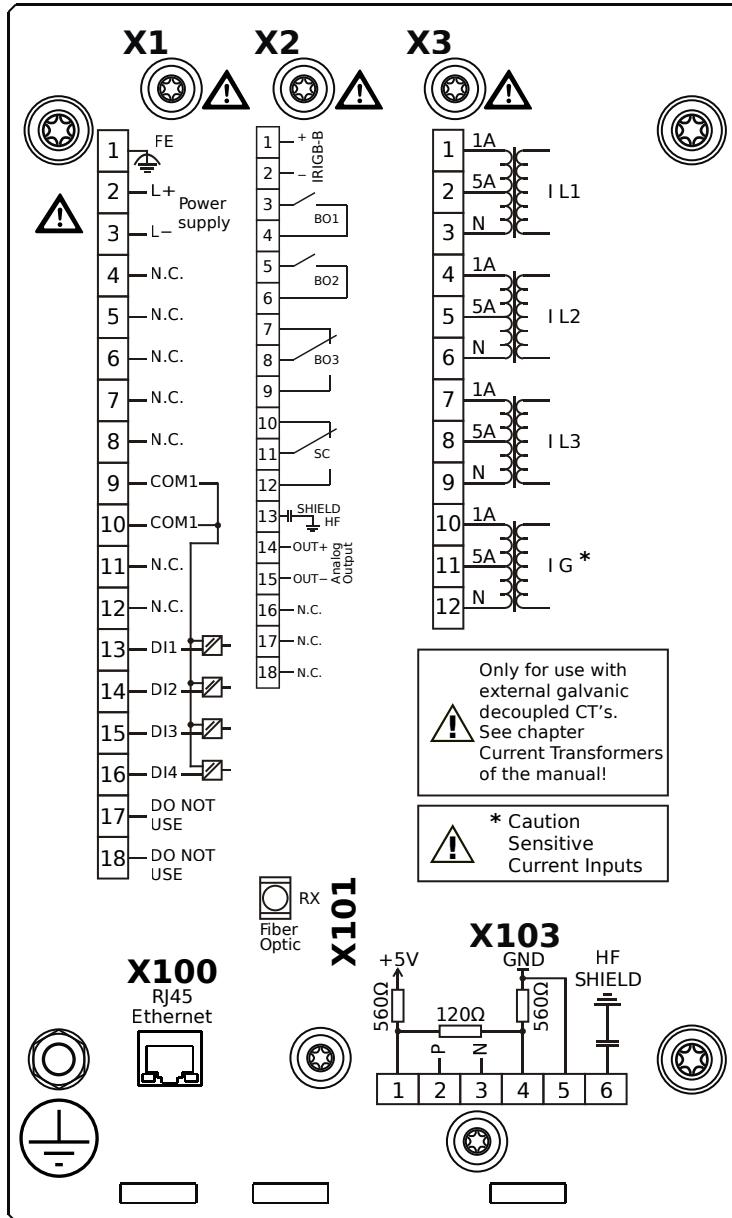 X1
X2
X3
1 FE
2 L+ Power
supply
3 L−
4 N.C.
5 N.C.
6 N.C.
7 N.C.
8 N.C.
9 COM1
10 COM1
11 N.C.
12 N.C.
13 DI1
14 DI2
15 DI3
16 DI4
17 DO NOT
USE
18 DO NOT
USE
1 +
2 −
IRIGB-B
3
4
BO1
5
6
BO2
7
8
9
BO3
10
11
12
SC
13 SHIELD
HF
14 OUT+
15 OUT−
Analog
Output
16 N.C.
17 N.C.
18 N.C.
1 1A
2 5A I L1
3 N
4 1A
5 5A I L2
6 N
7 1A
8 5A I L3
9 N
10 1A
11 5A I G *
12 N
! Only for use with
external galvanic
decoupled CT's.
See chapter
Current Transformers
of the manual!
! * Caution
Sensitive
Current Inputs
RX
Fiber
Optic
X101
X100
RJ45
Ethernet
X103
+5V
GND
HF
SHIELD
560Ω
120Ω
560Ω
P
N
1 2 3 4 5 6
!
!
!
!